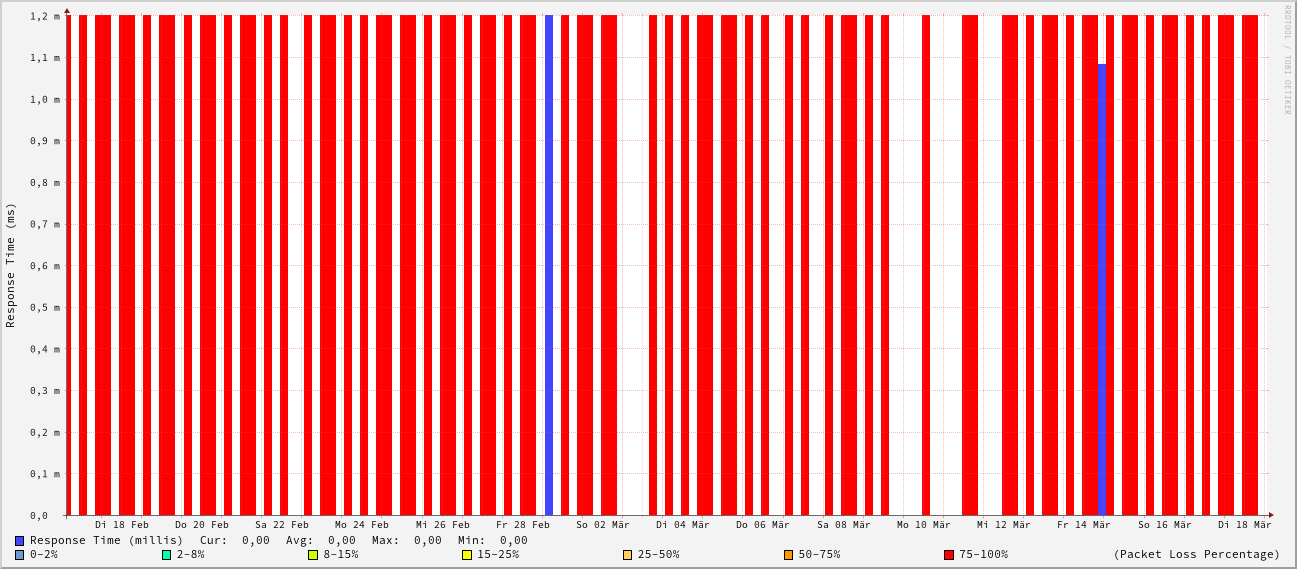 RRDTOOL / TOBI OETIKER
Response Time (ms)
1,2 m
1,1 m
1,0 m
0,9 m
0,8 m
0,7 m
0,6 m
0,5 m
0,4 m
0,3 m
0,2 m
0,1 m
0,0
Di 18 Feb Do 20 Feb Sa 22 Feb Mo 24 Feb Mi 26 Feb Fr 28 Feb So 02 Mär Di 04 Mär Do 06 Mär Sa 08 Mär Mo 10 Mär Mi 12 Mär Fr 14 Mär So 16 Mär Di 18 Mär
Response Time (millis) Cur: 0,00 Avg: 0,00 Max: 0,00 Min: 0,00
0-2% 2-8% 8-15% 15-25% 25-50% 50-75% 75-100% (Packet Loss Percentage)